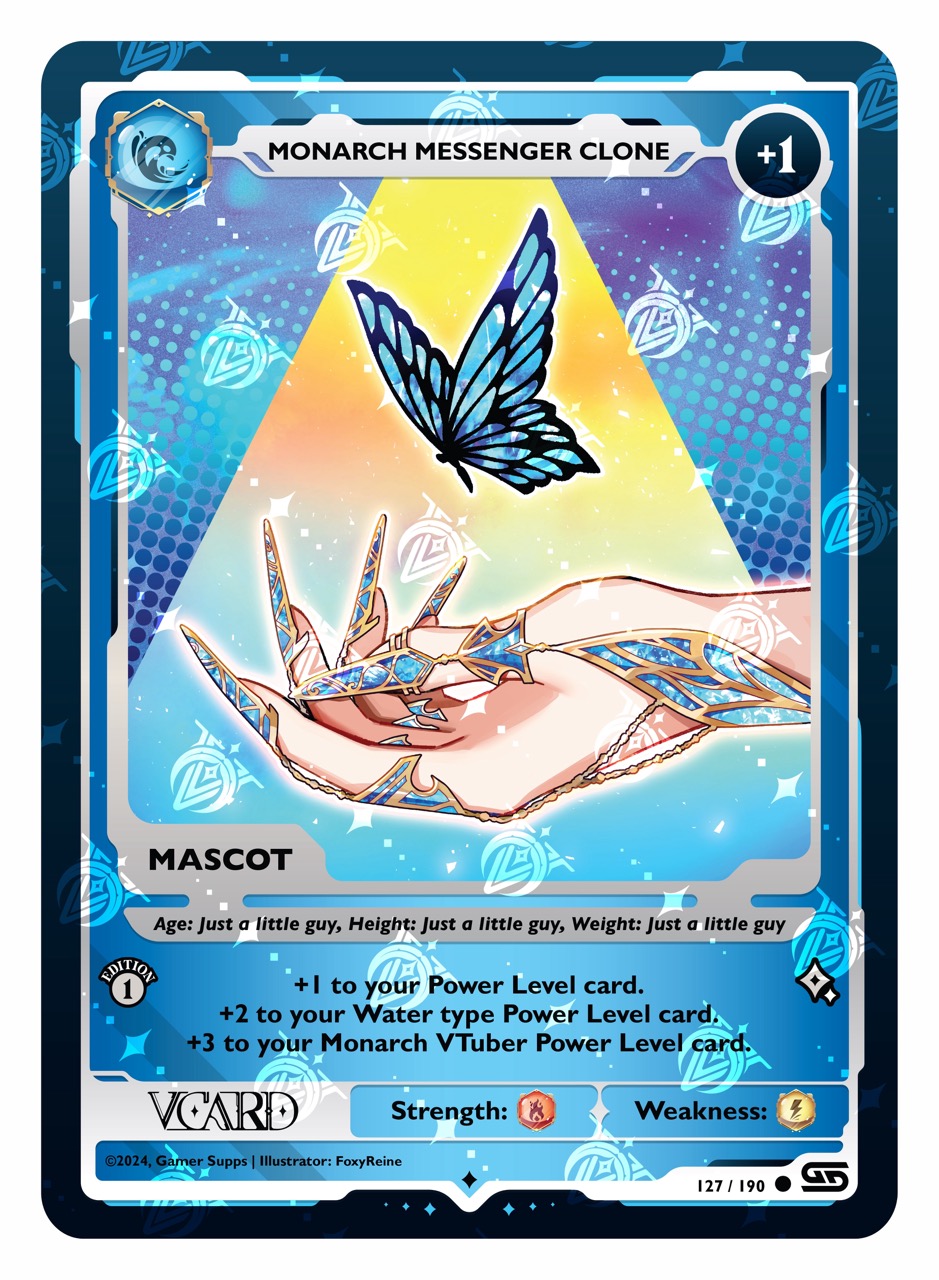 MONARCH MESSENGER CLONE
+1
MASCOT
Age: Just a little guy, Height: Just a little guy, Weight: Just a little guy
EDITION
1
+1 to your Power Level card.
+2 to your Water type Power Level card.
+3 to your Monarch VTuber Power Level card.
VCARD
Strength:
Weakness:
©2024, Gamer Supps | Illustrator: FoxyReine
127 / 190
GG